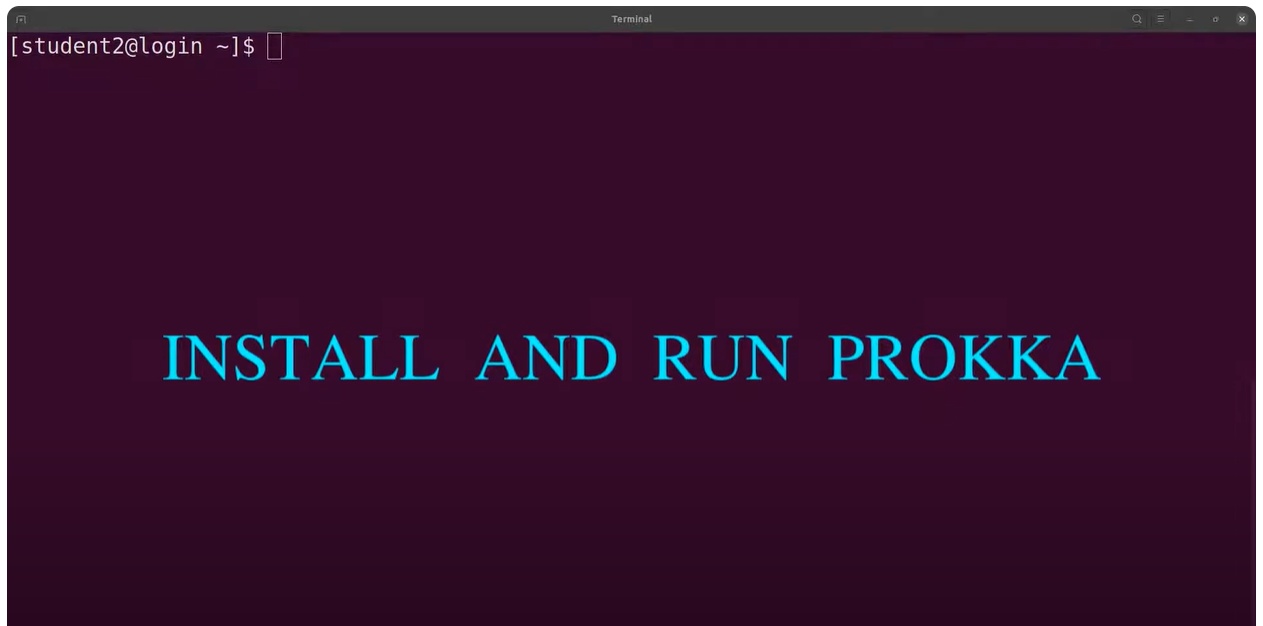 Terminal
[student2@login ~]$
INSTALL AND RUN PROKKA